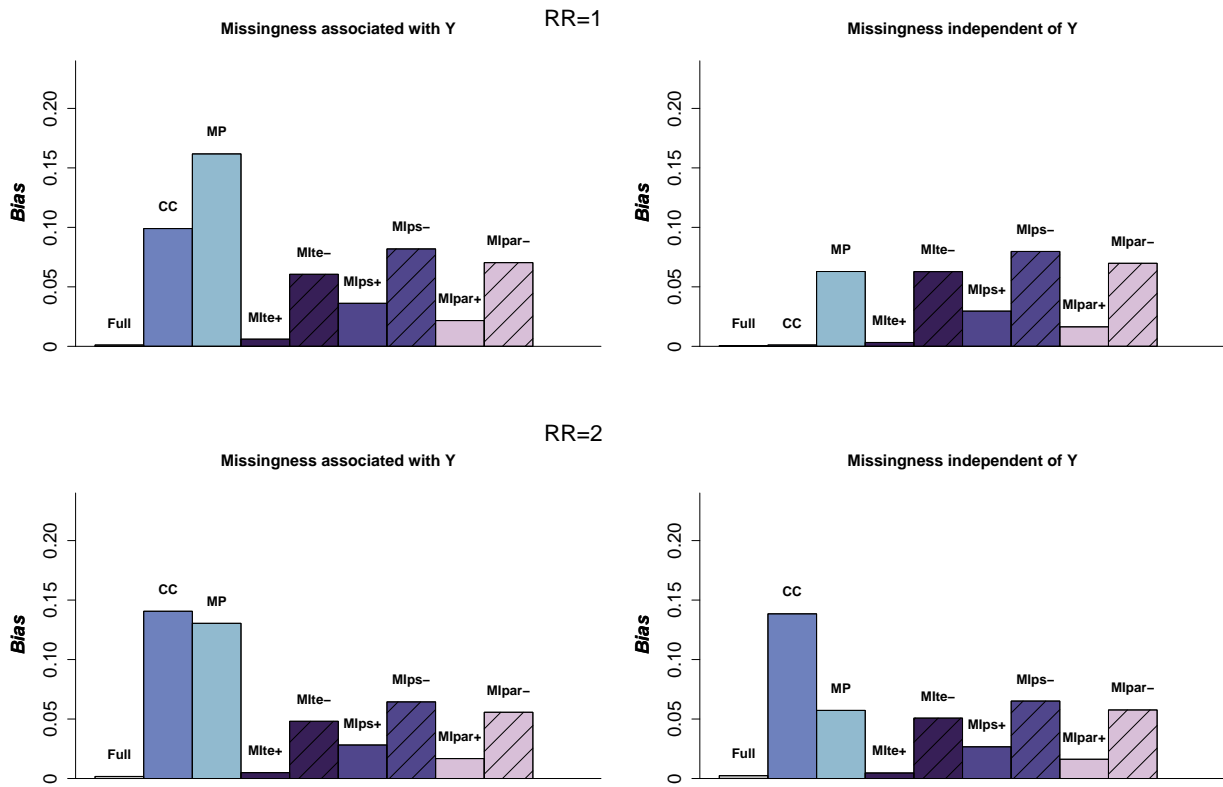 RR=1
Missingness associated with Y
Bias
0.20
0.15
0.10
0.05
0
Full
CC
MP
MIte+
MIte−
MIps+
MIps−
MIpar+
MIpar−
Missingness independent of Y
0.20
0.15
0.10
0.05
0
Full
CC
MP
MIte+
MIte−
MIps+
MIps−
MIpar+
MIpar−
RR=2
Missingness associated with Y
Bias
0.20
0.15
0.10
0.05
0
Full
CC
MP
MIte+
MIte−
MIps+
MIps−
MIpar+
MIpar−
Missingness independent of Y
Bias
0.20
0.15
0.10
0.05
0
Full
CC
MP
MIte+
MIte−
MIps+
MIps−
MIpar+
MIpar−
Bias